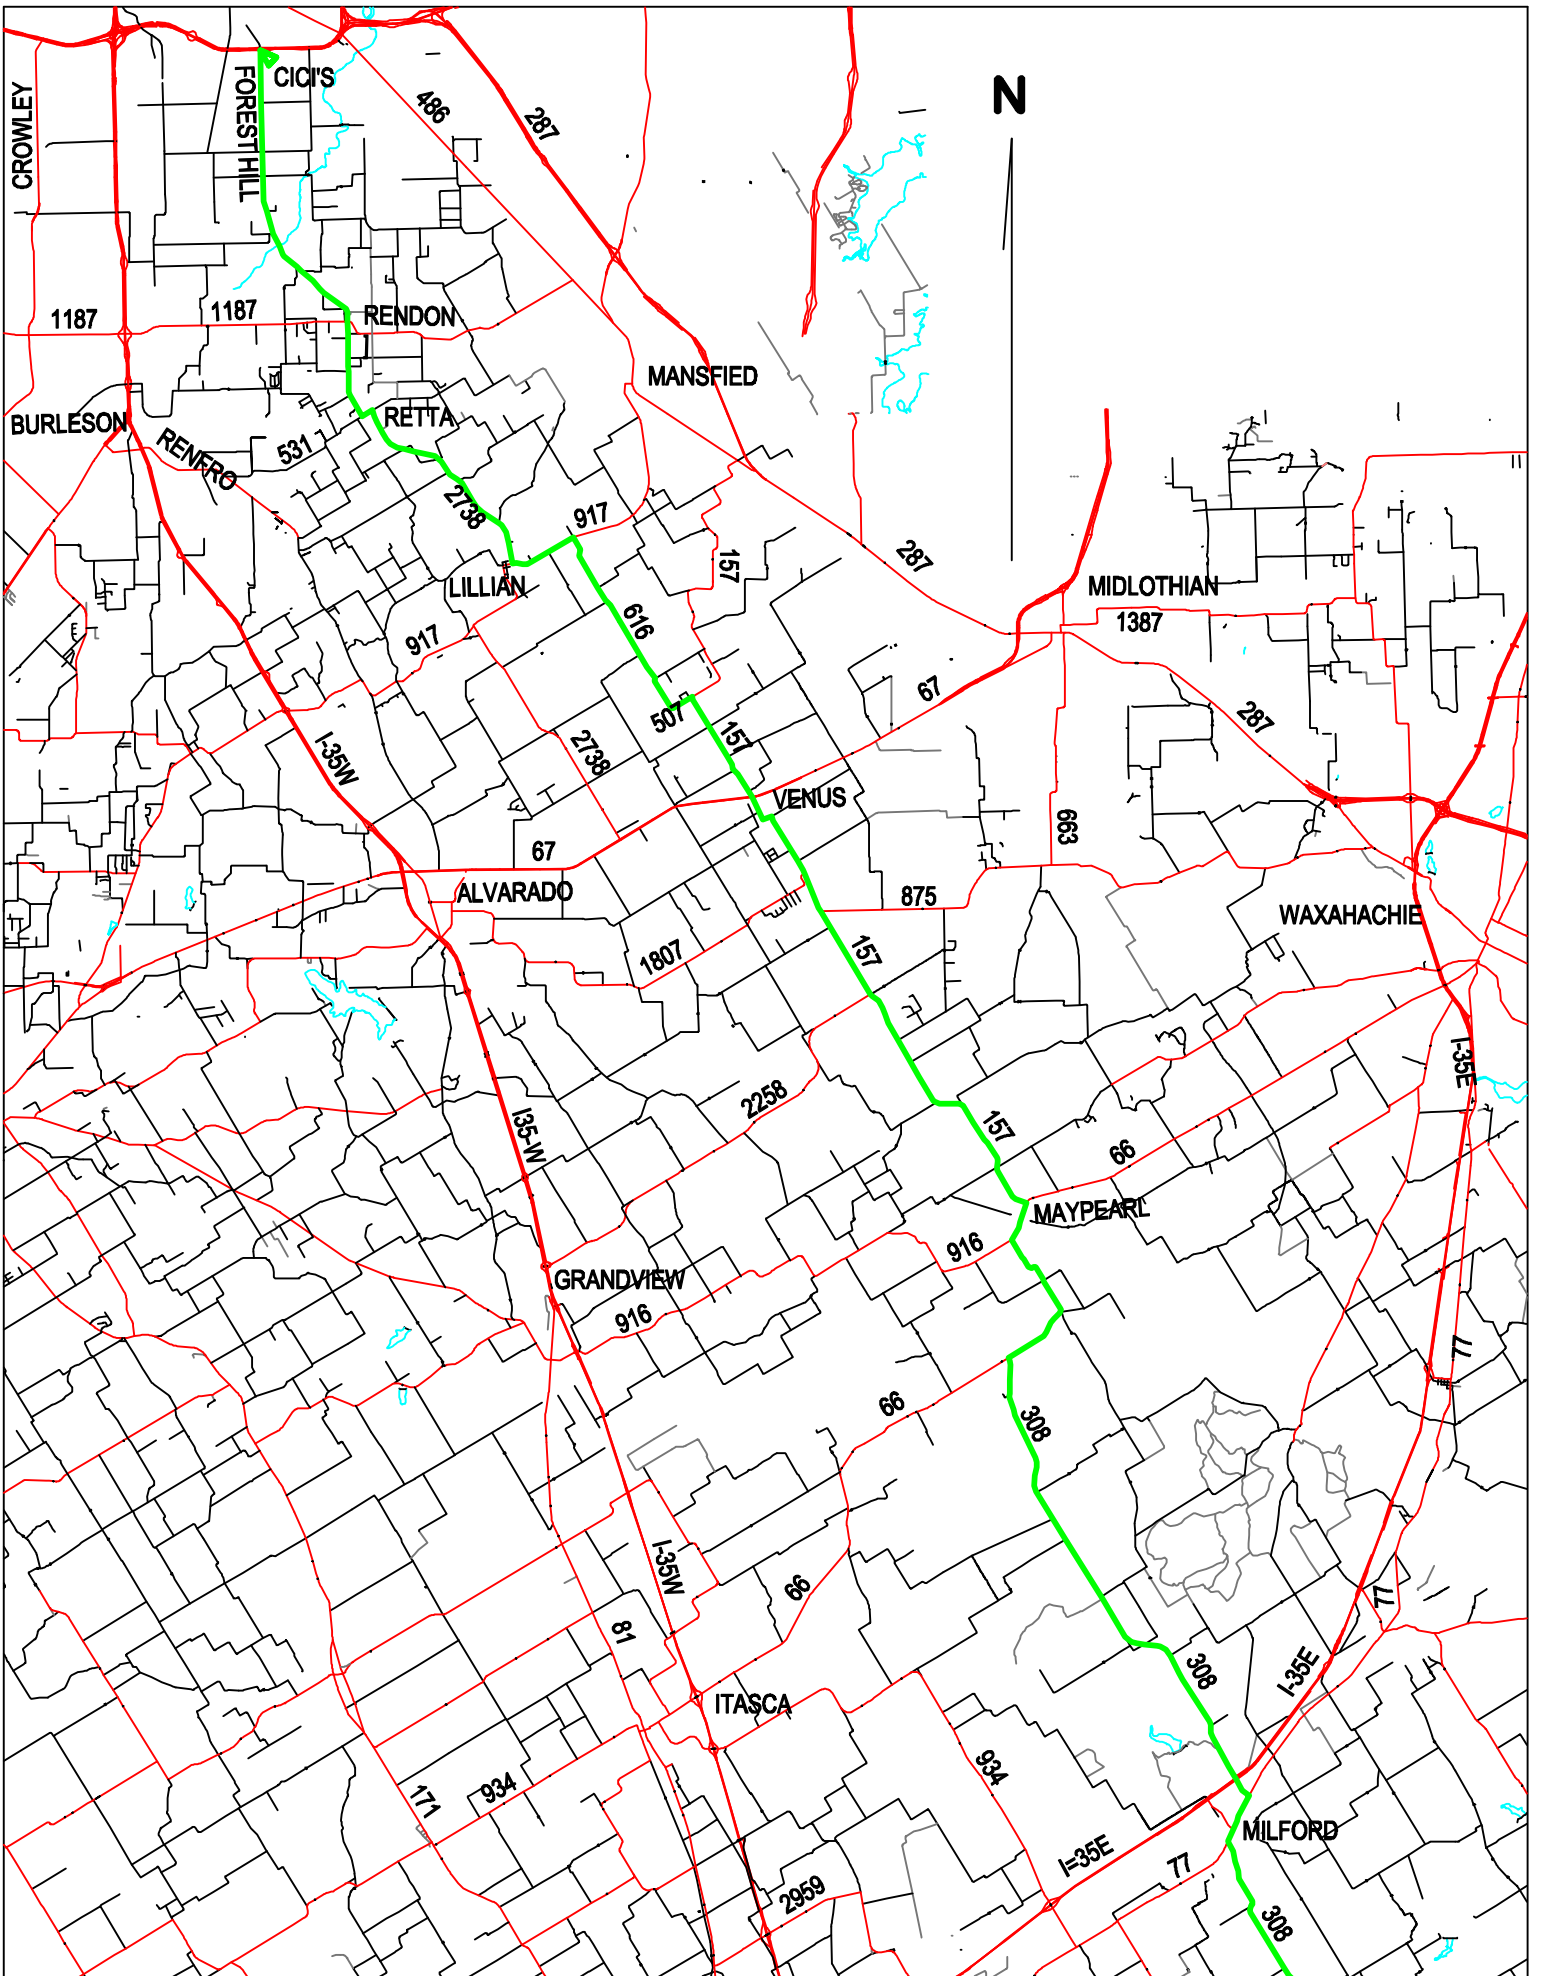 CICI'S
CROWLEY
FOREST HILL
486
287
N
1187
1187
RENDON
MANSFIED
BURLESON
RENFRO
531
RETTA
2738
917
157
287
LILLIAN
MIDLOTHIAN
1387
616
917
67
507
157
287
I-35W
2738
VENUS
663
67
ALVARADO
875
WAXAHACHIE
1807
157
I-35E
2258
I35-W
157
66
MAYPEARL
916
GRANDVIEW
916
77
66
308
I-35W
66
77
81
308
I-35E
ITASCA
934
934
171
MILFORD
I=35E
77
2959
308